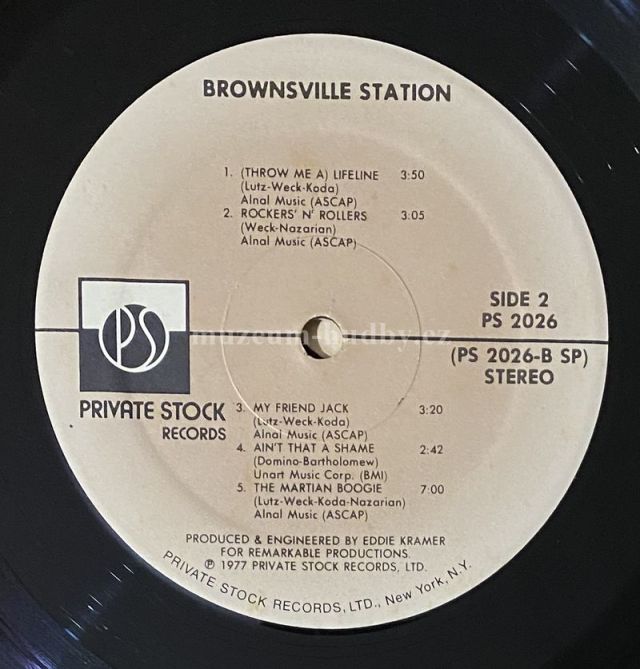 BROWNSVILLE STATION
1. (THROW ME A) LIFELINE 3:50
(Lutz-Weck-Koda)
Alnal Music (ASCAP)
2. ROCKERS' N' ROLLERS 3:05
(Weck-Nazarian)
Alnal Music (ASCAP)
SIDE 2
PS 2026
PS
muzeum-hudby.cz
(PS 2026-B SP)
STEREO
PRIVATE STOCK
RECORDS
3. MY FRIEND JACK 3:20
(Lutz-Weck-Koda)
Alnal Music (ASCAP)
4. AIN'T THAT A SHAME 2:42
(Domino-Bartholomew)
Unart Music Corp. (BMI)
5. THE MARTIAN BOOGIE 7:00
(Lutz-Weck-Koda-Nazarian)
Alnal Music (ASCAP)
PRODUCED & ENGINEERED BY EDDIE KRAMER
FOR REMARKABLE PRODUCTIONS.
℗ 1977 PRIVATE STOCK RECORDS, LTD.
PRIVATE STOCK RECORDS, LTD., New York, N.Y.